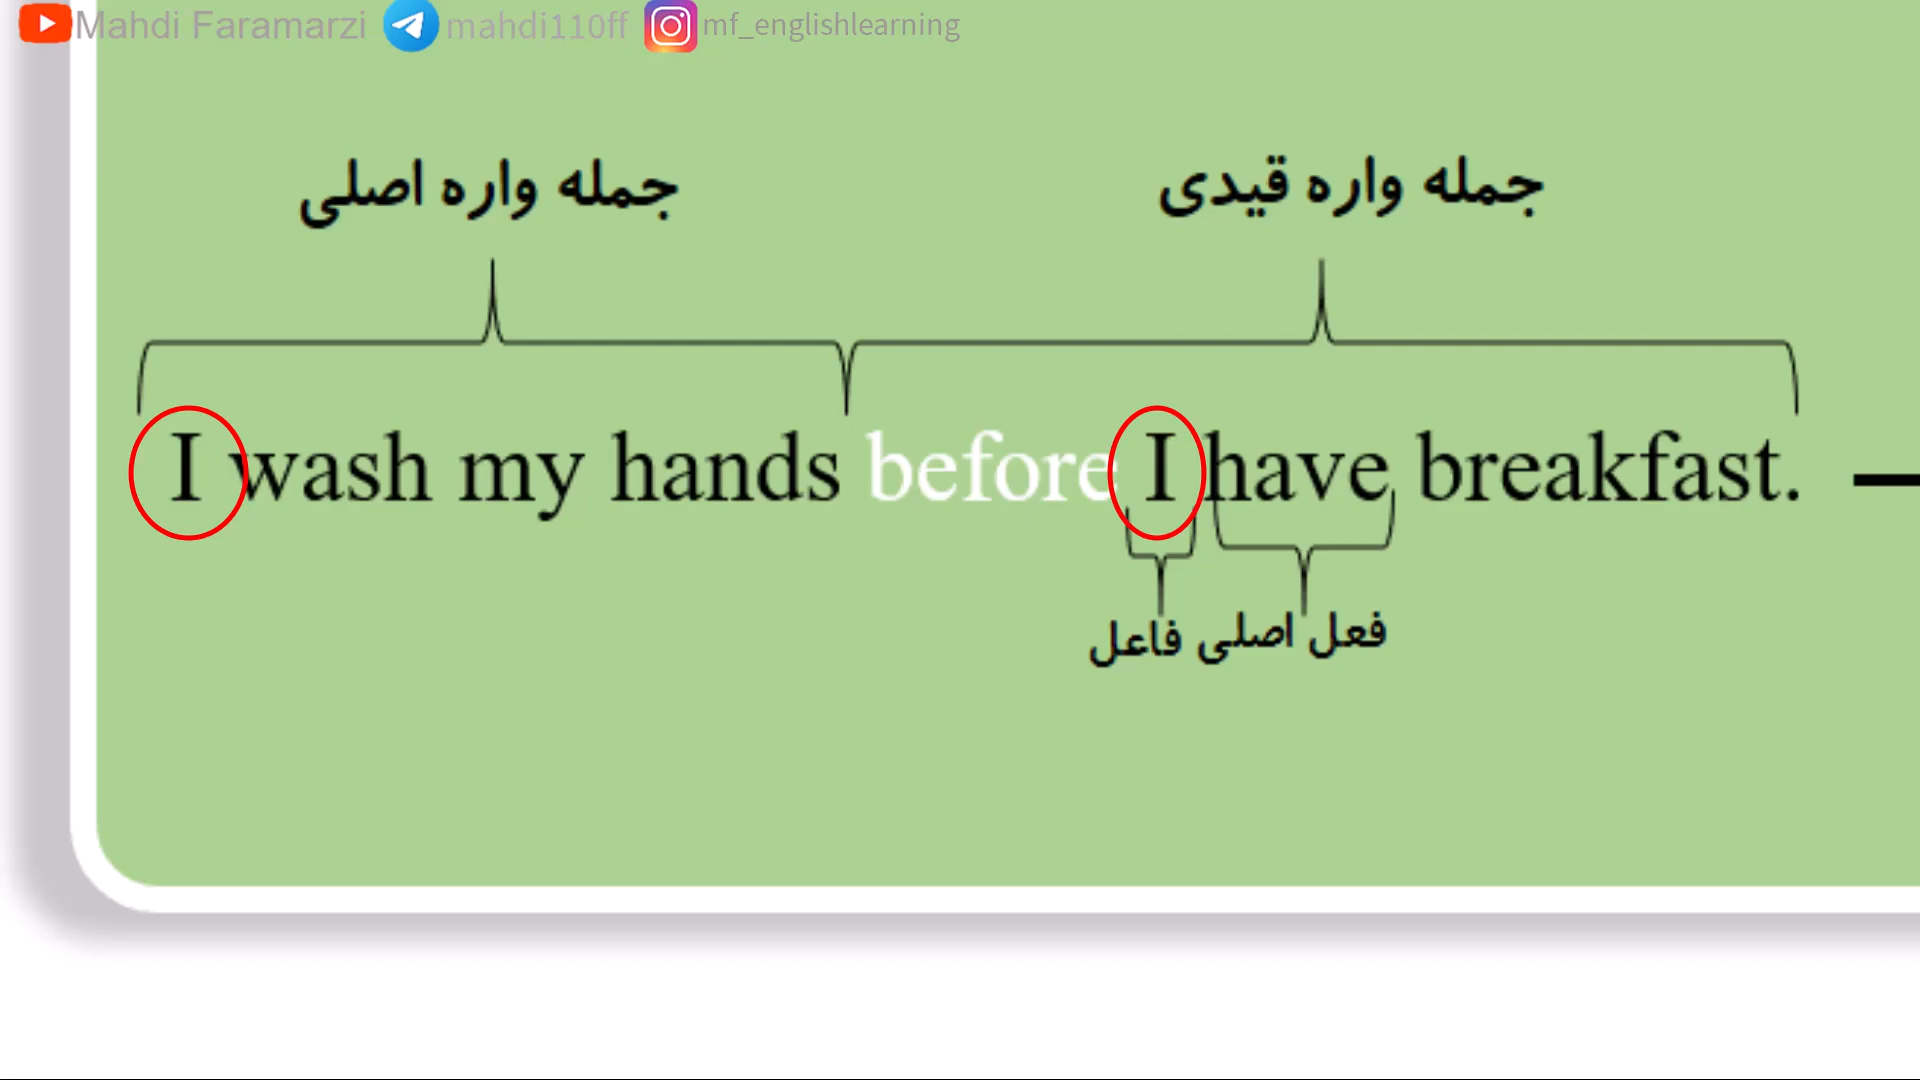 Mahdi Faramarzi mahdi110ff mf_englishlearning
جمله واره اصلی
جمله واره قیدی
I wash my hands before I have breakfast.
فاعل
فعل اصلی